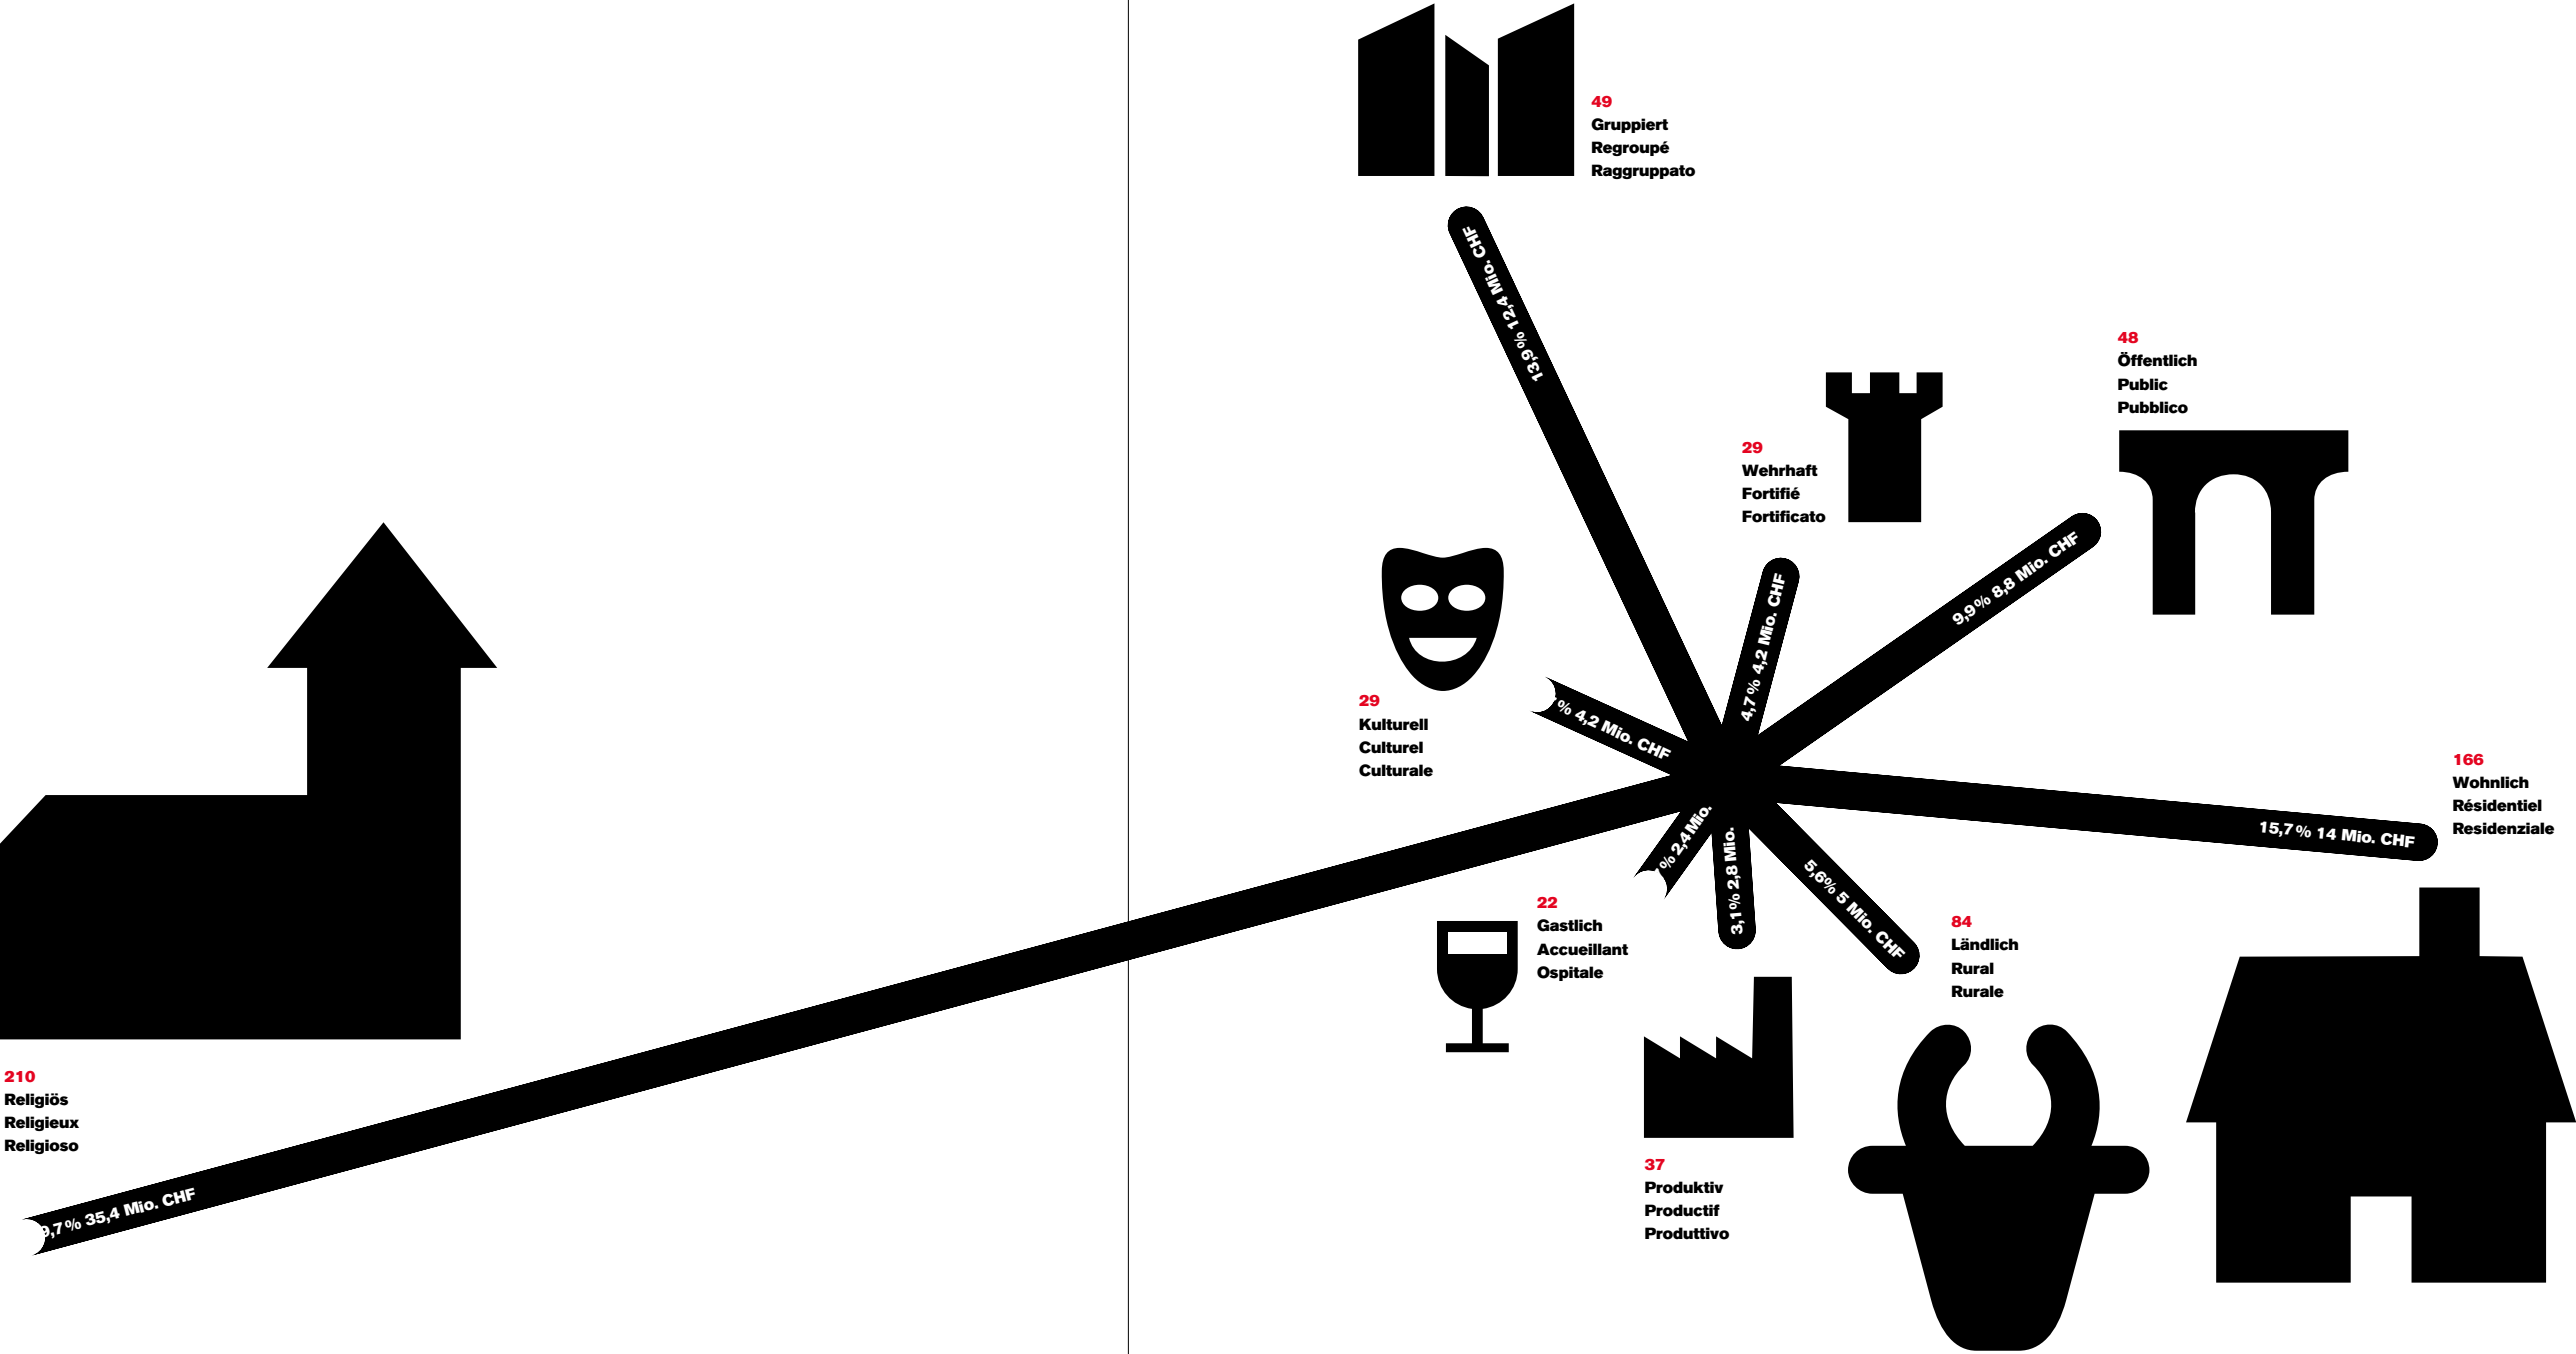 49
Gruppiert
Regroupé
Raggruppato
13,9% 12,4 Mio. CHF
48
Öffentlich
Public
Pubblico
29
Wehrhaft
Fortifié
Fortificato
9,9% 8,8 Mio. CHF
4,7% 4,2 Mio. CHF
29
Kulturell
Culturel
Culturale
% 4,2 Mio. CHF
166
Wohnlich
Résidentiel
Residenziale
15,7% 14 Mio. CHF
% 2,4 Mio.
3,1% 2,8 Mio.
5,6% 5 Mio. CHF
22
Gastlich
Accueillant
Ospitale
84
Ländlich
Rural
Rurale
210
Religiös
Religieux
Religioso
9,7% 35,4 Mio. CHF
37
Produktiv
Productif
Produttivo